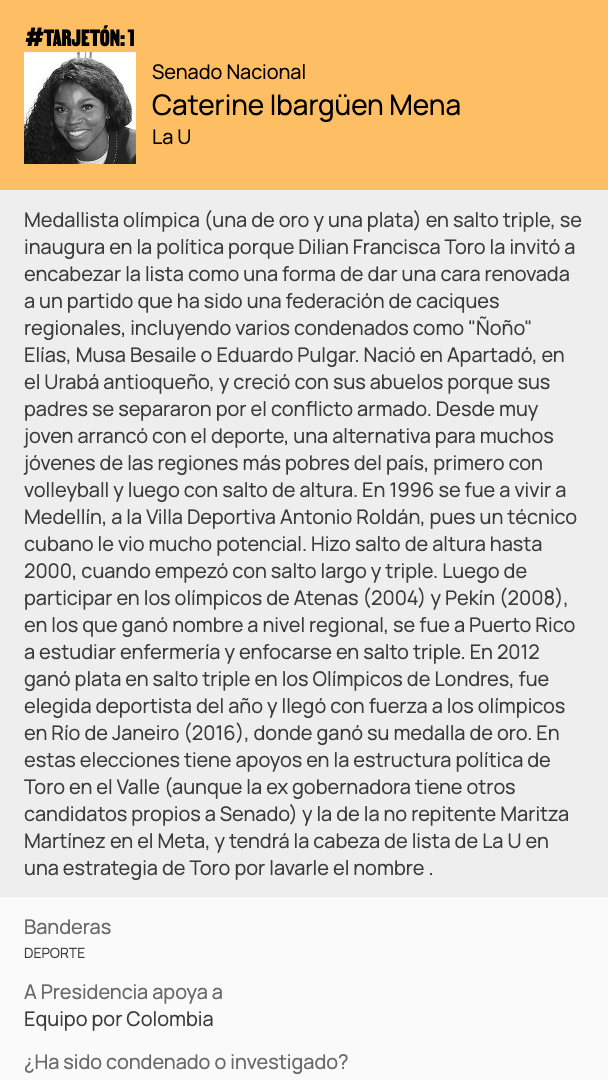 #TARJETÓN: 1
Senado Nacional
Caterine Ibargüen Mena
La U
Medallista olímpica (una de oro y una plata) en salto triple, se
inaugura en la política porque Dilian Francisca Toro la invitó a
encabezar la lista como una forma de dar una cara renovada
a un partido que ha sido una federación de caciques
regionales, incluyendo varios condenados como "Ñoño"
Elías, Musa Besaile o Eduardo Pulgar. Nació en Apartadó, en
el Urabá antioqueño, y creció con sus abuelos porque sus
padres se separaron por el conflicto armado. Desde muy
joven arrancó con el deporte, una alternativa para muchos
jóvenes de las regiones más pobres del país, primero con
volleyball y luego con salto de altura. En 1996 se fue a vivir a
Medellín, a la Villa Deportiva Antonio Roldán, pues un técnico
cubano le vio mucho potencial. Hizo salto de altura hasta
2000, cuando empezó con salto largo y triple. Luego de
participar en los olímpicos de Atenas (2004) y Pekín (2008),
en los que ganó nombre a nivel regional, se fue a Puerto Rico
a estudiar enfermería y enfocarse en salto triple. En 2012
ganó plata en salto triple en los Olímpicos de Londres, fue
elegida deportista del año y llegó con fuerza a los olímpicos
en Río de Janeiro (2016), donde ganó su medalla de oro. En
estas elecciones tiene apoyos en la estructura política de
Toro en el Valle (aunque la ex gobernadora tiene otros
candidatos propios a Senado) y la de la no repitente Maritza
Martínez en el Meta, y tendrá la cabeza de lista de La U en
una estrategia de Toro por lavarle el nombre .
Banderas
DEPORTE
A Presidencia apoya a
Equipo por Colombia
¿Ha sido condenado o investigado?